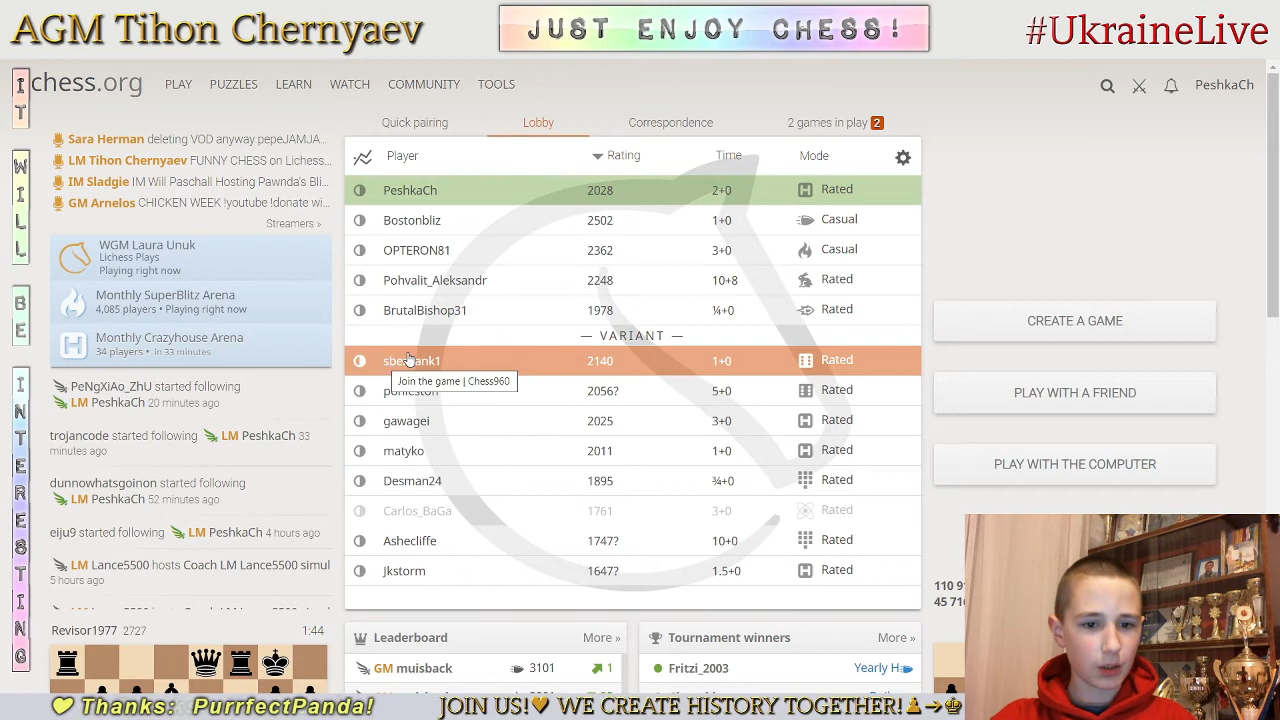 AGM Tihon Chernyaev
JUST ENJOY CHESS!
#UkraineLive
IT WILL BE INTERESTING
chess.org
PLAY PUZZLES LEARN WATCH COMMUNITY TOOLS
PeshkaCh
Sara Herman deleting VOD anyway pepeJAMJA...
LM Tihon Chernyaev FUNNY CHESS on Lichess...
IM Sladgie IM Will Paschall Hosting Pawnda's Bli...
GM Arnelos CHICKEN WEEK !youtube !donate wi...
Streamers »
WGM Laura Unuk
Lichess Plays
Playing right now
Monthly SuperBlitz Arena
4,085 players • Playing right now
Monthly Crazyhouse Arena
34 players • in 33 minutes
PeNgXiAo_ZhU started following
LM PeshkaCh 20 minutes ago
trojancode started following LM PeshkaCh 33
minutes ago
dunnowhatsgoinon started following
LM PeshkaCh 52 minutes ago
eiju9 started following LM PeshkaCh 4 hours ago
LM Lance5500 hosts Coach LM Lance5500 simul
5 hours ago
Revisor1977 2727 1:44
Quick pairing Lobby Correspondence 2 games in play 2
Player Rating Time Mode
PeshkaCh 2028 2+0 Rated
Bostonbliz 2502 1+0 Casual
OPTERON81 2362 3+0 Casual
Pohvalit_Aleksandr 2248 10+8 Rated
BrutalBishop31 1978 ¼+0 Rated
— VARIANT —
2140 1+0 Rated
Join the game | Chess960
2056? 5+0 Rated
gawagei 2025 3+0 Rated
matyko 2011 1+0 Rated
Desman24 1895 ¾+0 Rated
Carlos_BaGa 1761 3+0 Rated
Ashecliffe 1747? 10+0 Rated
Jkstorm 1647? 1.5+0 Rated
CREATE A GAME
PLAY WITH A FRIEND
PLAY WITH THE COMPUTER
110 9
45 71
Leaderboard More »
GM muisback 3101 1
Tournament winners More »
Fritzi_2003 Yearly H
Thanks: PurrfectPanda!
JOIN US! WE CREATE HISTORY TOGETHER!